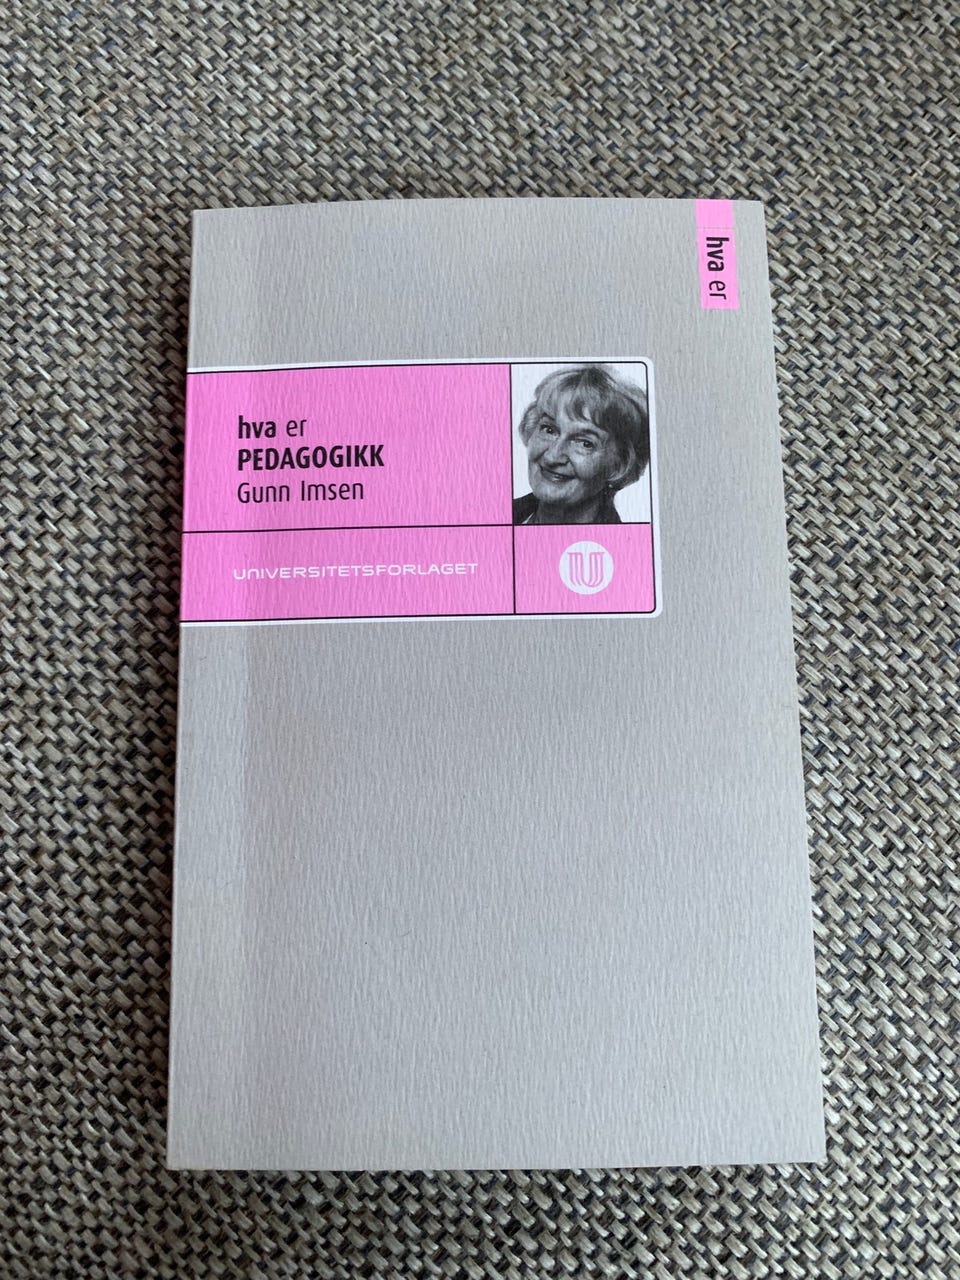 hva er
hva er
PEDAGOGIKK
Gunn Imsen
UNIVERSITETSFORLAGET
U